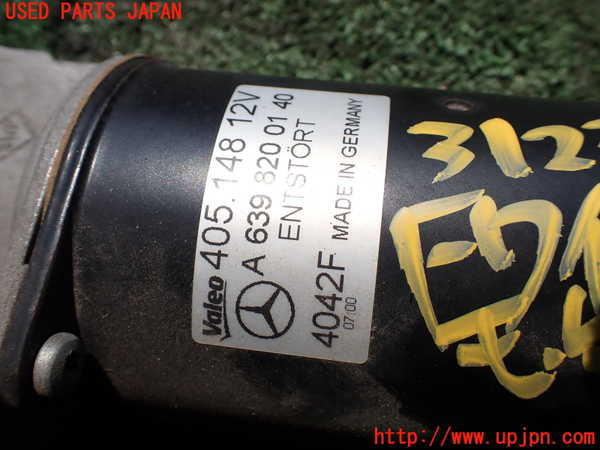 USED PARTS JAPAN
Valeo 405.148 12V
A 639 820 01 40
ENTSTÖRT
4042F MADE IN GERMANY
07:00
312
http://www.upjpn.com/